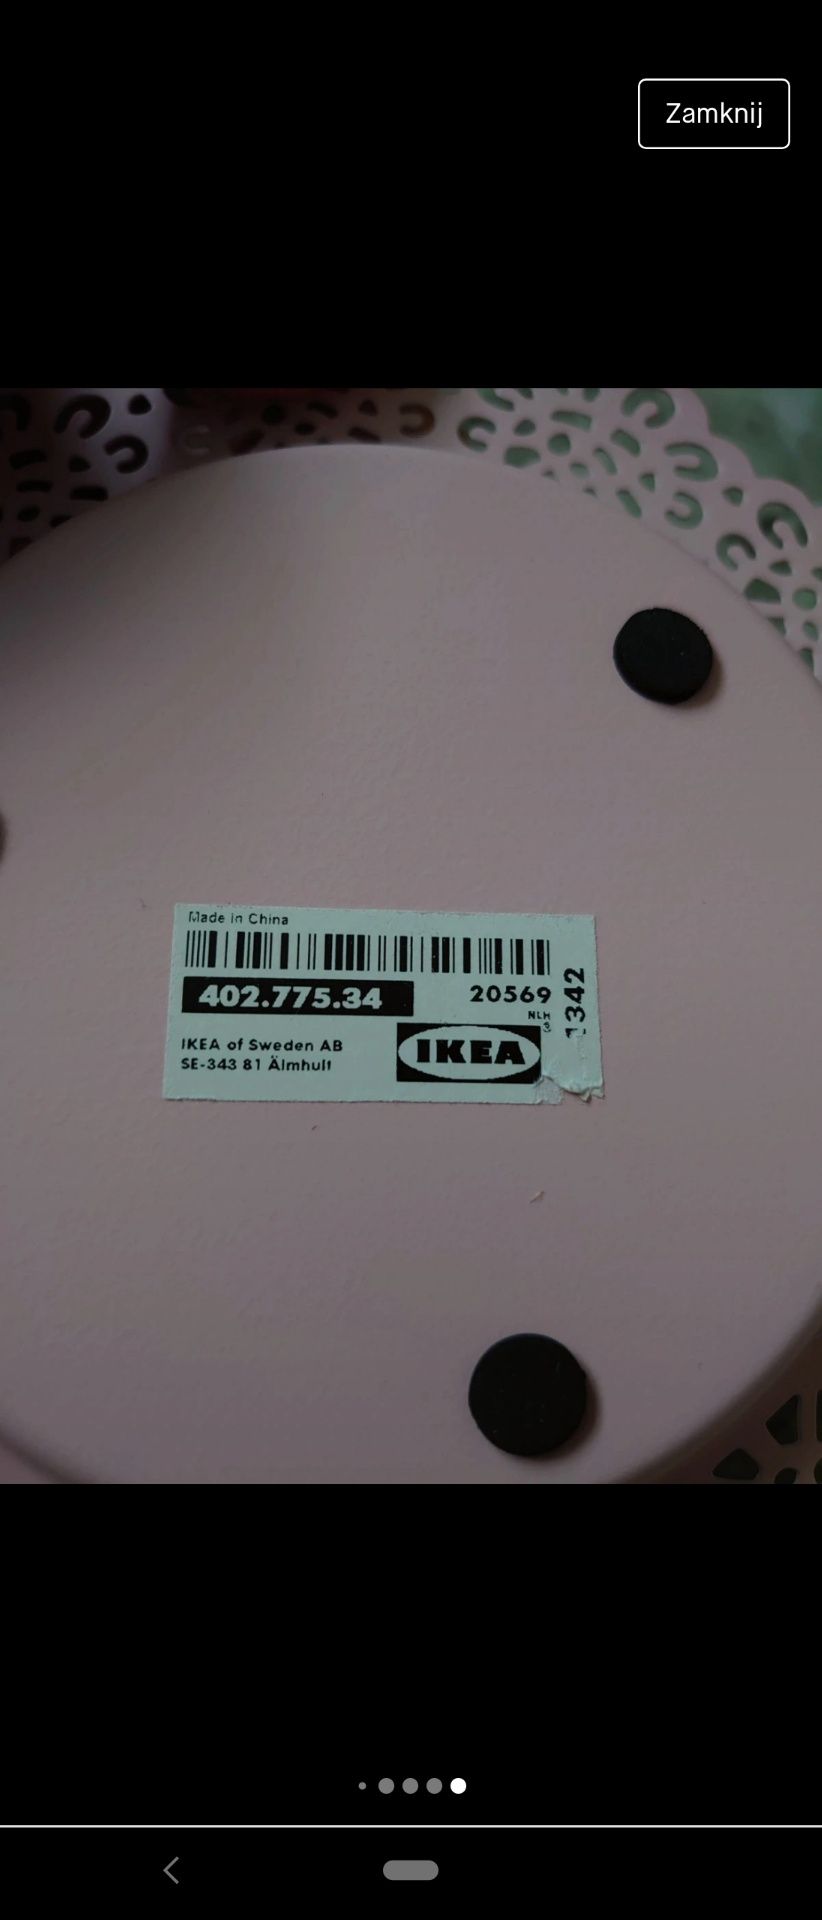 Zamknij
Made in China
402.775.34
20569
1342
NLH
3
IKEA of Sweden AB
SE-343 81 Älmhult
IKEA